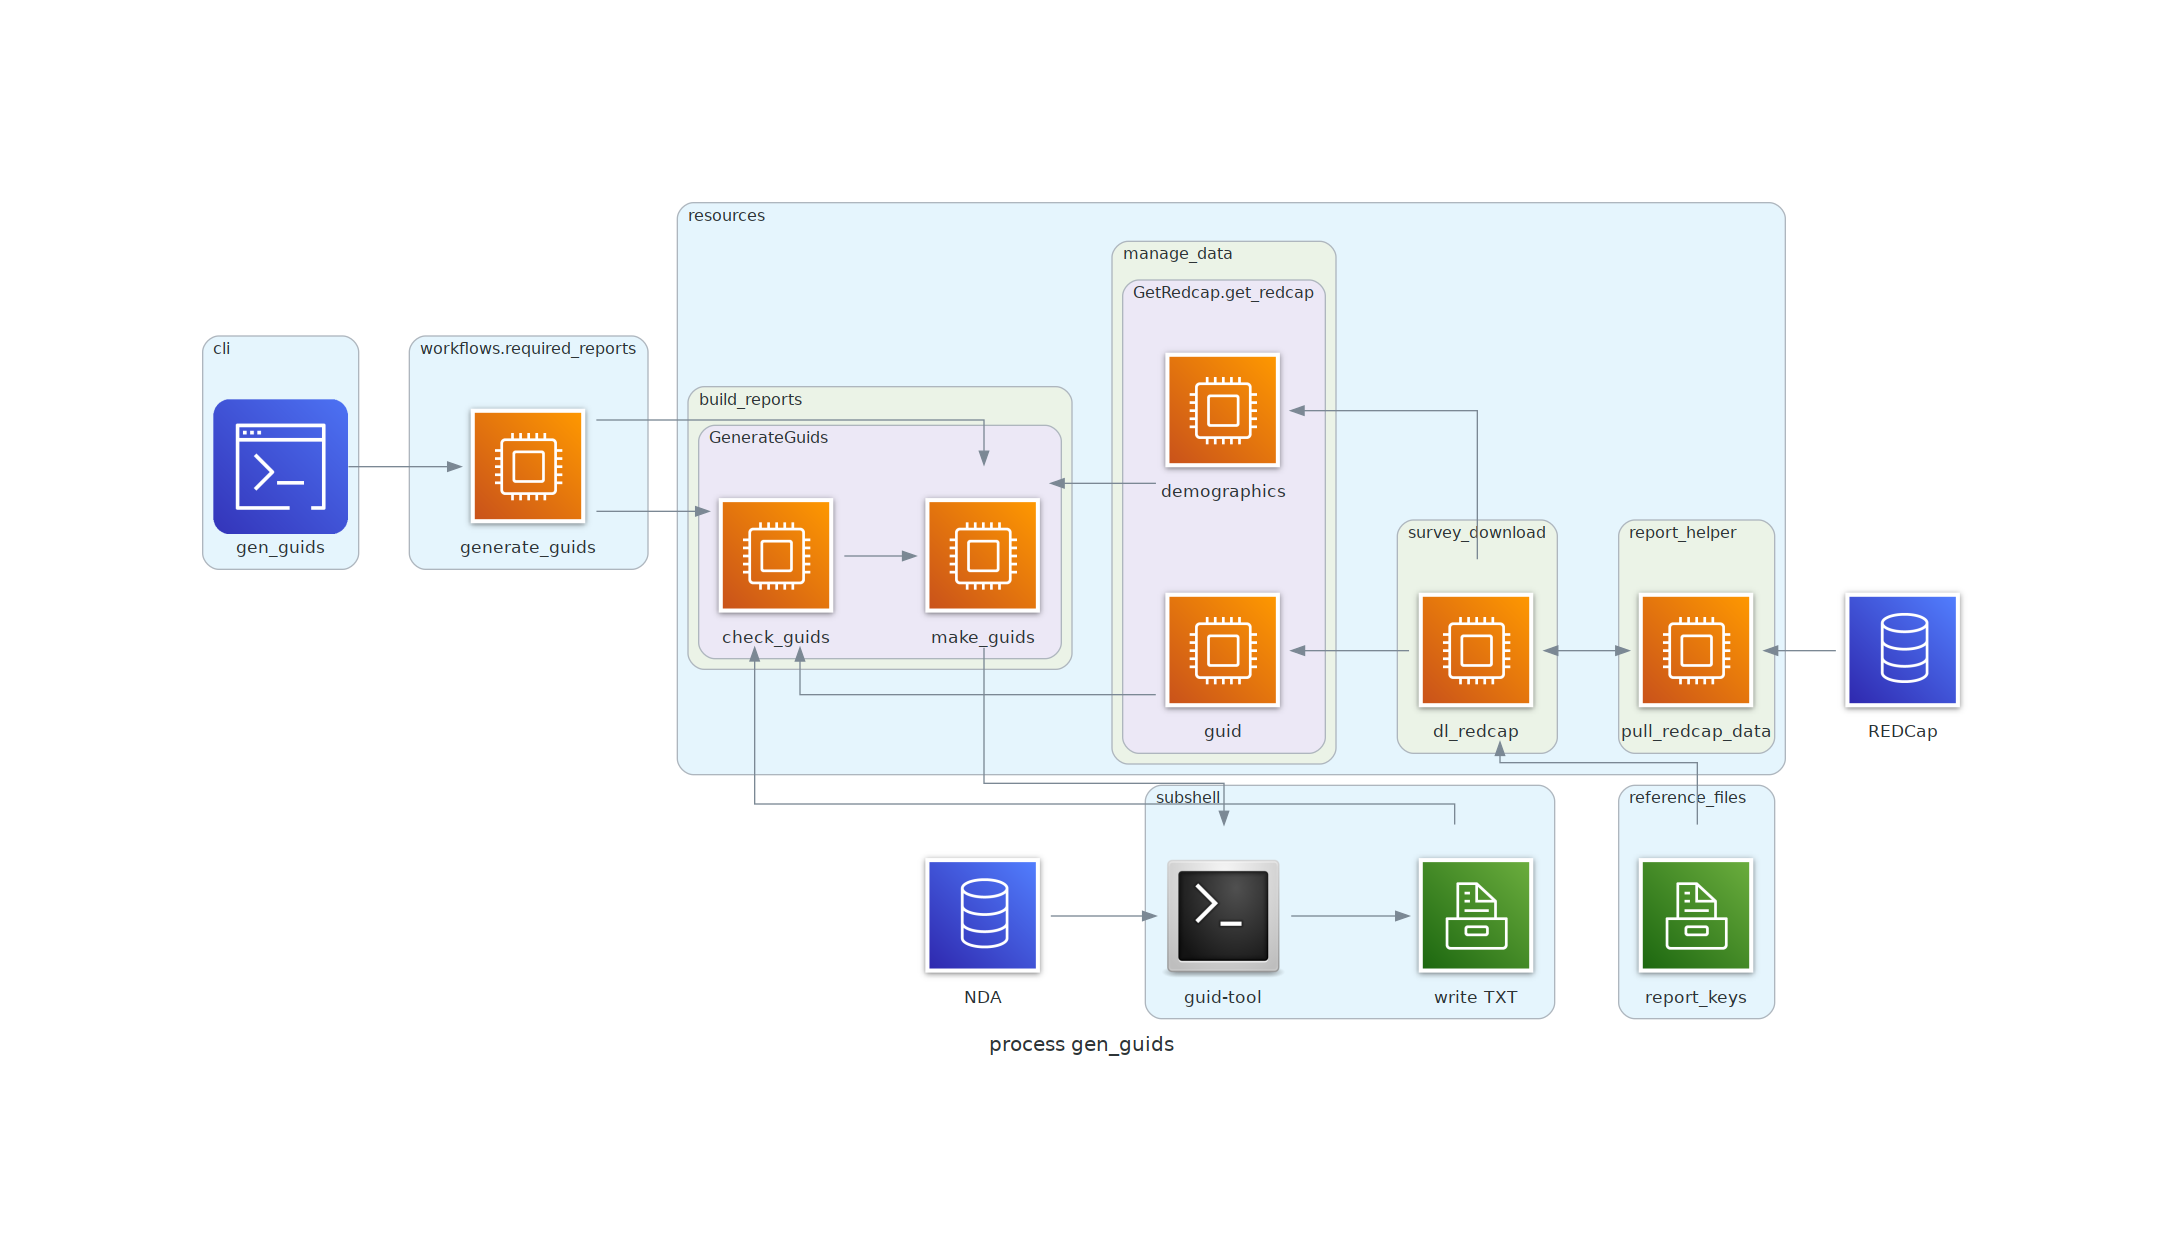 resources
manage_data
GetRedcap.get_redcap
cli
workflows.required_reports
build_reports
GenerateGuids
demographics
survey_download
report_helper
gen_guids
generate_guids
check_guids
make_guids
guid
dl_redcap
pull_redcap_data
REDCap
subshell
reference_files
NDA
guid-tool
write TXT
report_keys
process gen_guids